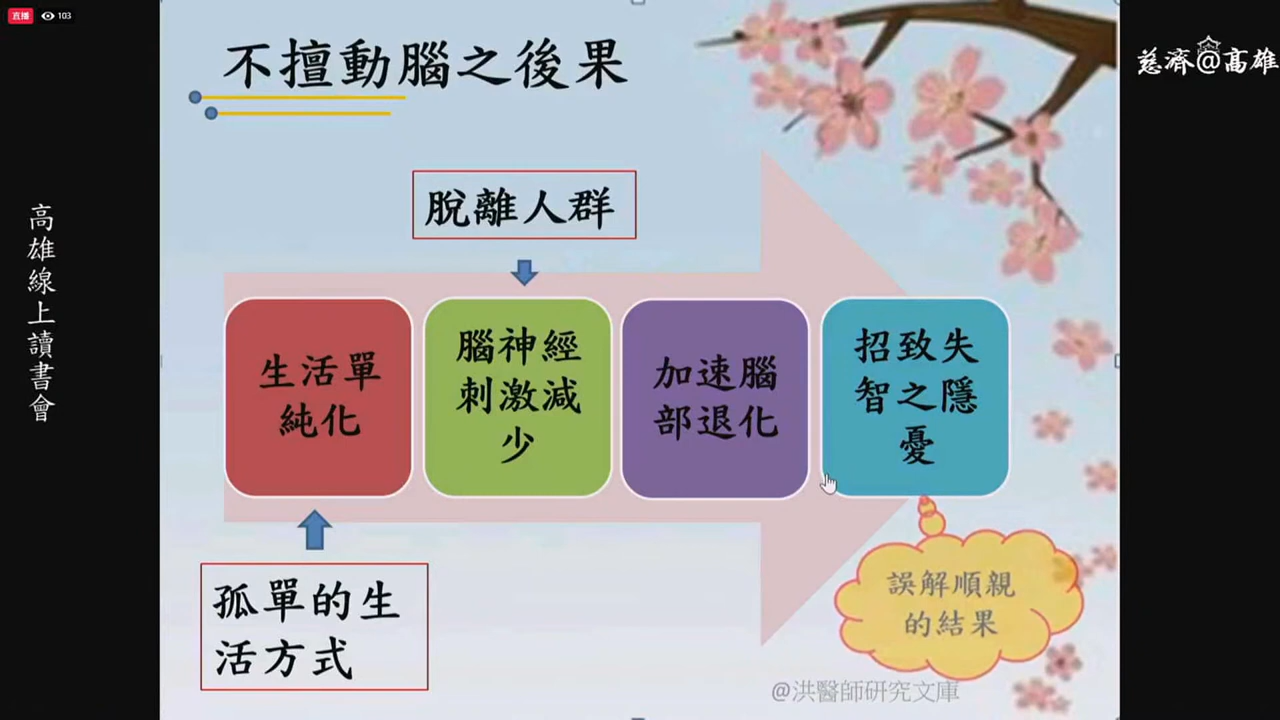 直播 103
慈濟@高雄
高雄線上讀書會
不擅動腦之後果
脫離人群
生活單
純化
腦神經
刺激減
少
加速腦
部退化
招致失
智之隱
憂
孤單的生
活方式
誤解順親
的結果
@洪醫師研究文庫